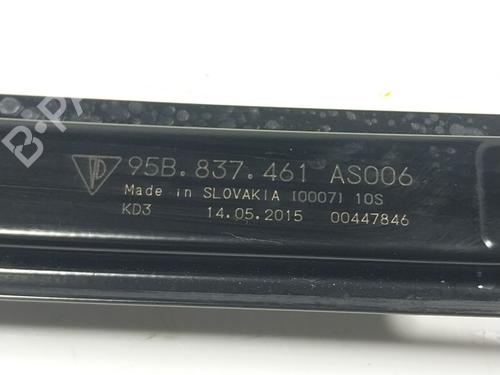 95B.837.461 AS006
Made in SLOVAKIA [0007] 10S
KD3 14.05.2015 00447846